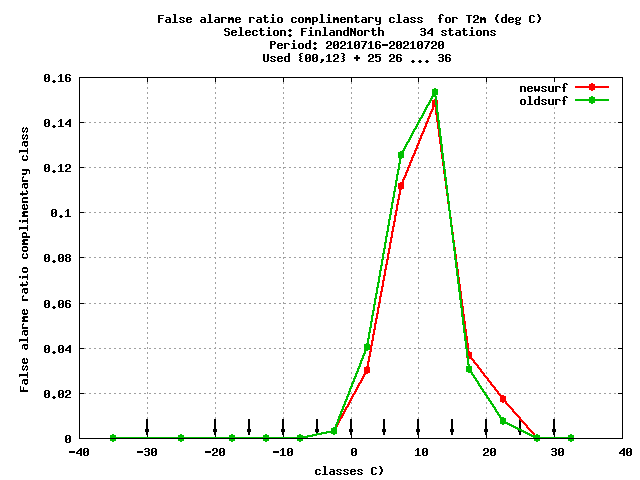 False alarme ratio complimentary class  for T2m (deg C)
Selection: FinlandNorth     34 stations
Period: 20210716-20210720
Used {00,12} + 25 26 ... 36
newsurf
oldsurf
False alarme ratio complimentary class
0.16
0.14
0.12
0.1
0.08
0.06
0.04
0.02
0
-40 -30 -20 -10 0 10 20 30 40
classes C)